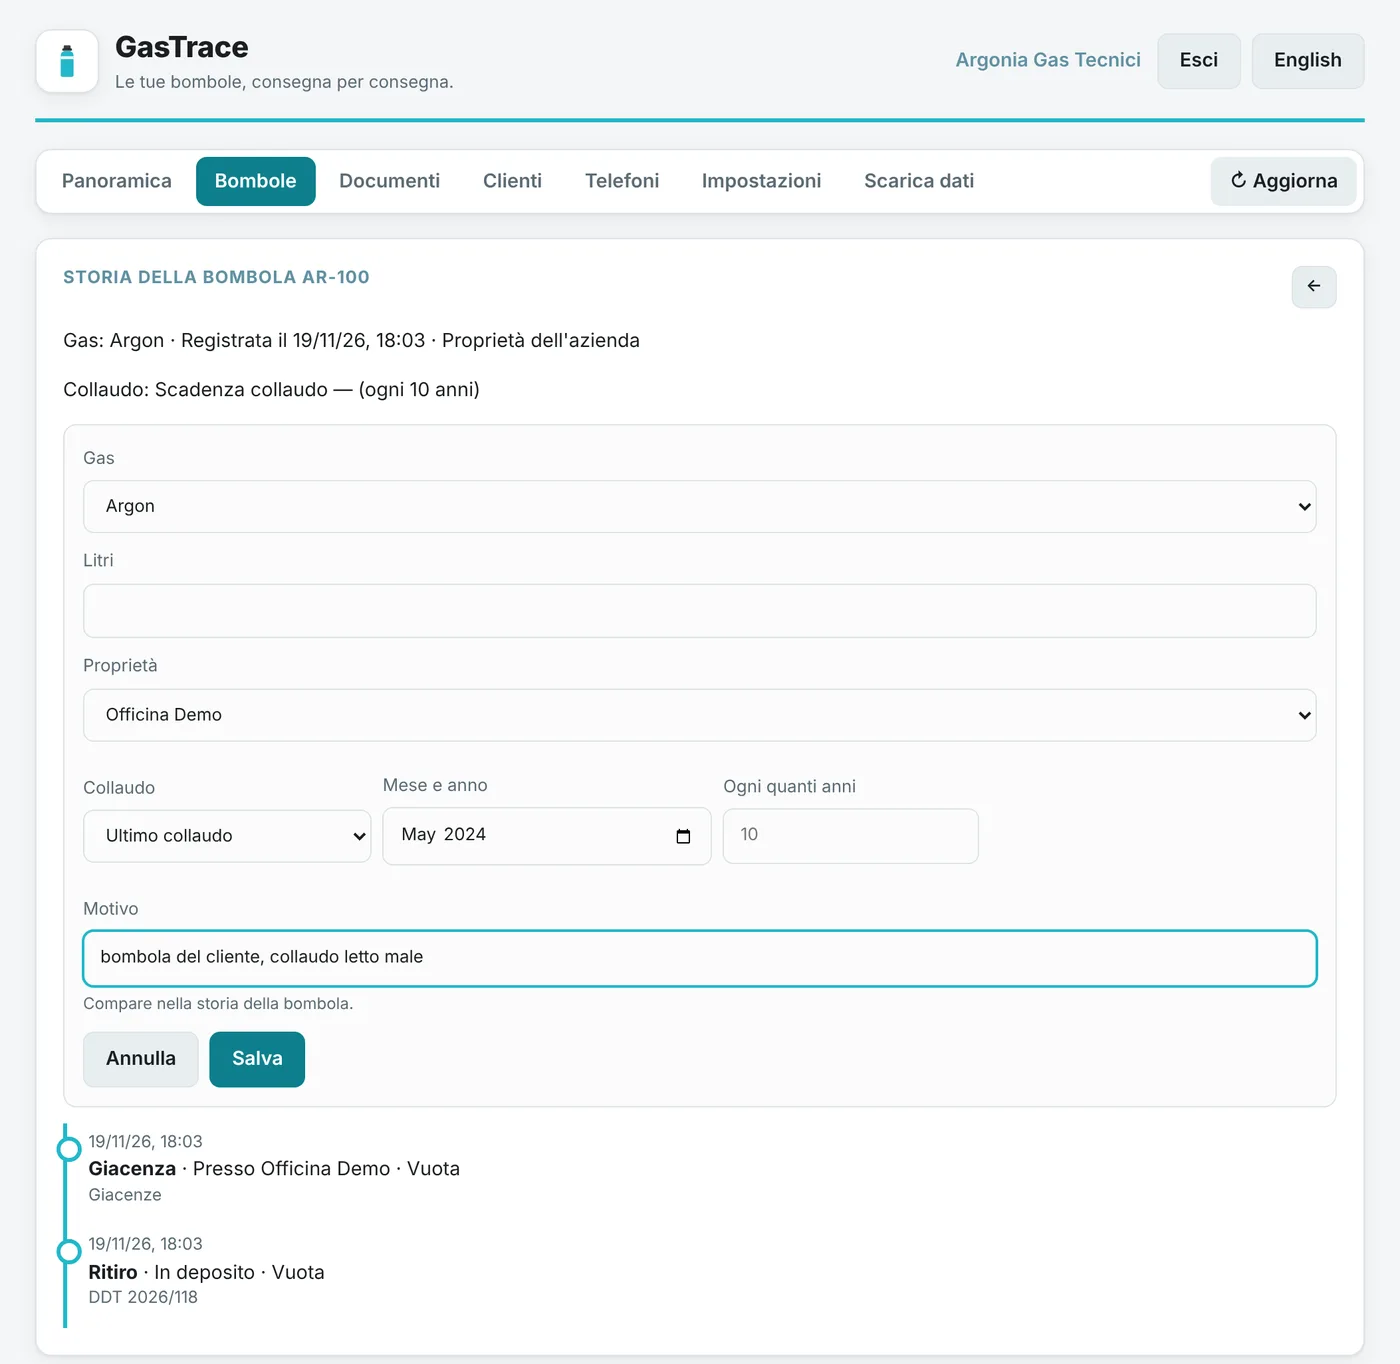 GasTrace
Le tue bombole, consegna per consegna.
Argonia Gas Tecnici
Esci
English
Panoramica
Bombole
Documenti
Clienti
Telefoni
Impostazioni
Scarica dati
↻ Aggiorna
STORIA DELLA BOMBOLA AR-100
←
Gas: Argon · Registrata il 19/11/26, 18:03 · Proprietà dell'azienda
Collaudo: Scadenza collaudo — (ogni 10 anni)
Gas
Argon
Litri
Proprietà
Officina Demo
Collaudo
Mese e anno
Ogni quanti anni
Ultimo collaudo
May 2024
10
Motivo
bombola del cliente, collaudo letto male
Compare nella storia della bombola.
Annulla
Salva
19/11/26, 18:03
Giacenza · Presso Officina Demo · Vuota
Giacenze
19/11/26, 18:03
Ritiro · In deposito · Vuota
DDT 2026/118